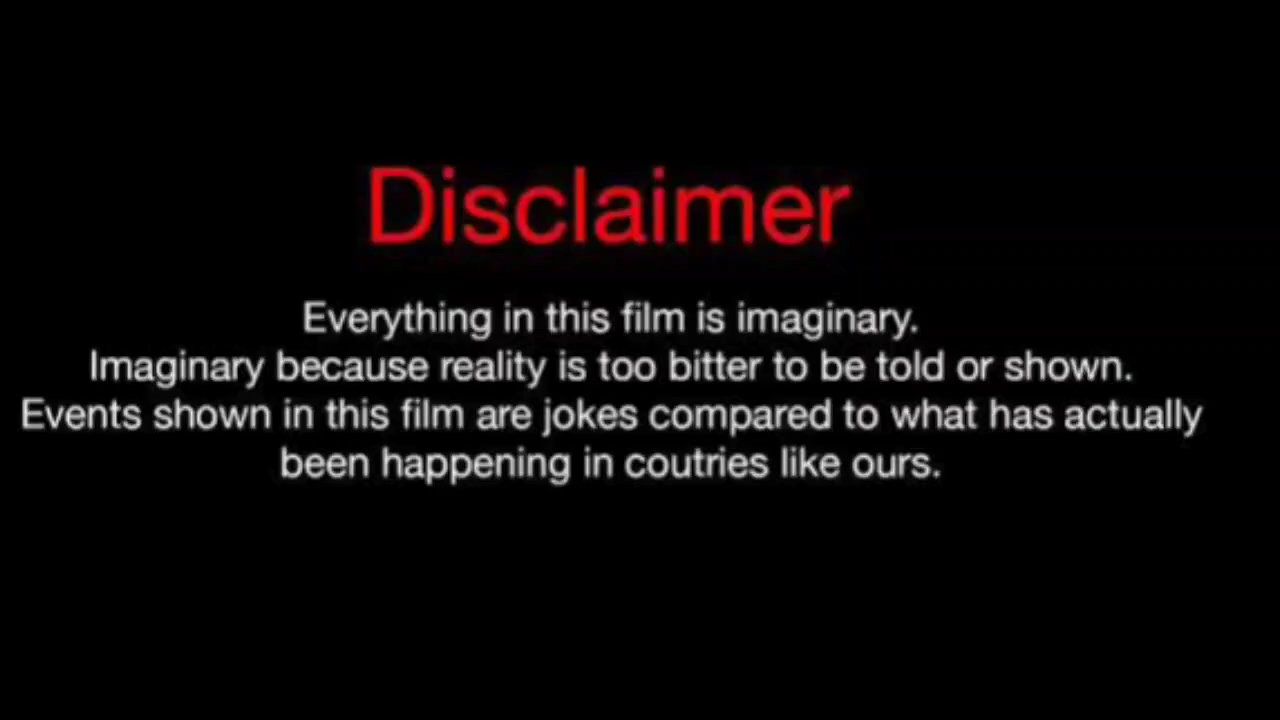 Disclaimer
Everything in this film is imaginary.
Imaginary because reality is too bitter to be told or shown.
Events shown in this film are jokes compared to what has actually
been happening in coutries like ours.